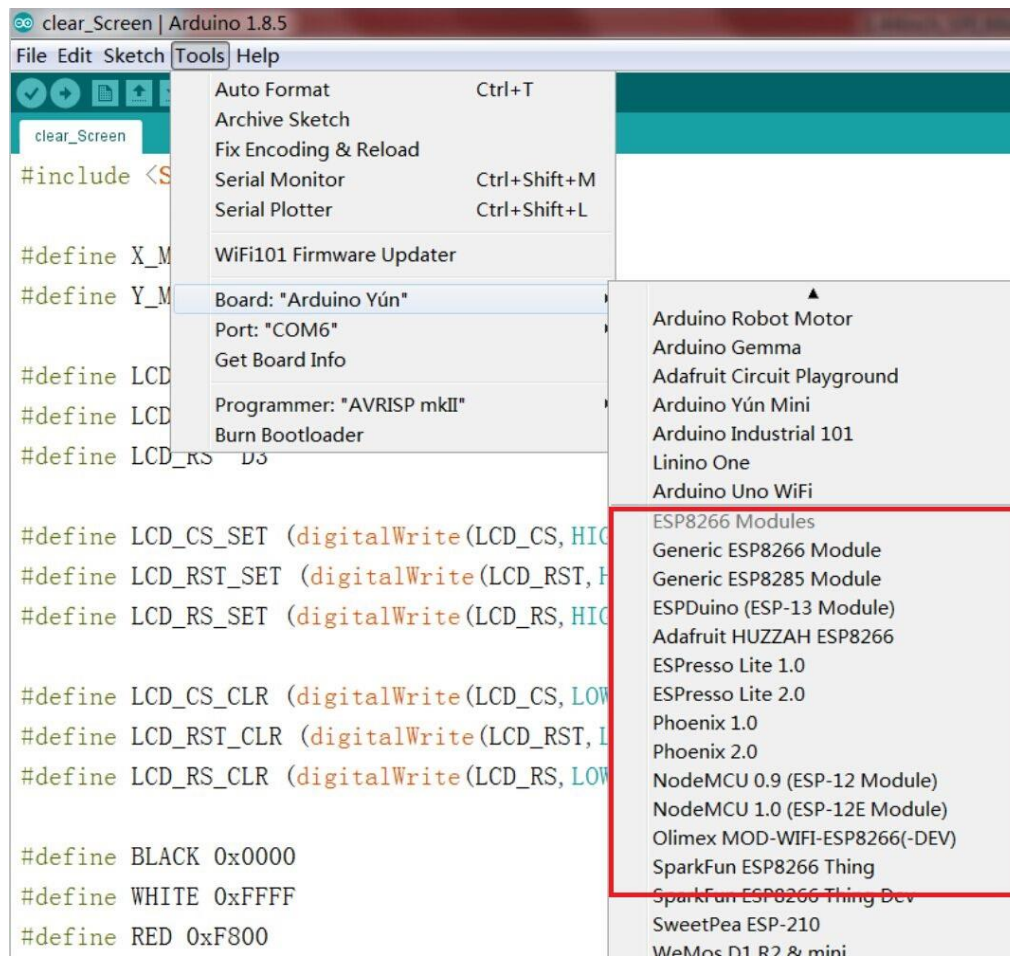 clear_Screen | Arduino 1.8.5
File Edit Sketch Tools Help
Auto Format Ctrl+T
Archive Sketch
Fix Encoding & Reload
Serial Monitor Ctrl+Shift+M
Serial Plotter Ctrl+Shift+L
WiFi101 Firmware Updater
Board: "Arduino Yún"
Port: "COM6"
Get Board Info
Programmer: "AVRISP mkII"
Burn Bootloader
clear_Screen
#include <S
#define X_M
#define Y_M
#define LCD
#define LCD
#define LCD_RS D3
#define LCD_CS_SET (digitalWrite(LCD_CS,HIG
#define LCD_RST_SET (digitalWrite(LCD_RST,H
#define LCD_RS_SET (digitalWrite(LCD_RS,HIG
#define LCD_CS_CLR (digitalWrite(LCD_CS,LOW
#define LCD_RST_CLR (digitalWrite(LCD_RST,L
#define LCD_RS_CLR (digitalWrite(LCD_RS,LOW
#define BLACK 0x0000
#define WHITE 0xFFFF
#define RED 0xF800
Arduino Robot Motor
Arduino Gemma
Adafruit Circuit Playground
Arduino Yún Mini
Arduino Industrial 101
Linino One
Arduino Uno WiFi
ESP8266 Modules
Generic ESP8266 Module
Generic ESP8285 Module
ESPDuino (ESP-13 Module)
Adafruit HUZZAH ESP8266
ESPresso Lite 1.0
ESPresso Lite 2.0
Phoenix 1.0
Phoenix 2.0
NodeMCU 0.9 (ESP-12 Module)
NodeMCU 1.0 (ESP-12E Module)
Olimex MOD-WIFI-ESP8266(-DEV)
SparkFun ESP8266 Thing
SparkFun ESP8266 Thing Dev
SweetPea ESP-210
WeMos D1 R2 & mini